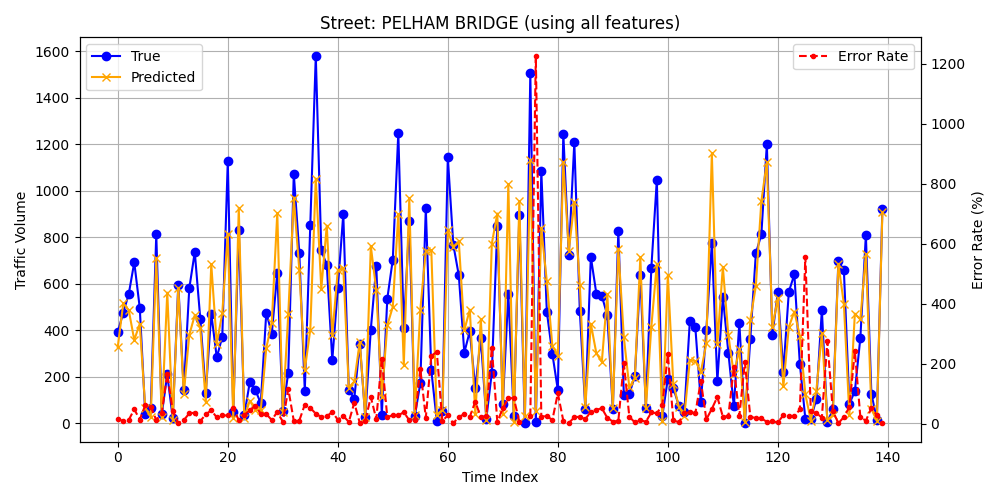 Street: PELHAM BRIDGE (using all features)
True
Predicted
Error Rate
1600
1400
1200
1000
800
600
400
200
0
Traffic Volume
1200
1000
800
600
400
200
0
Error Rate (%)
0 20 40 60 80 100 120 140
Time Index